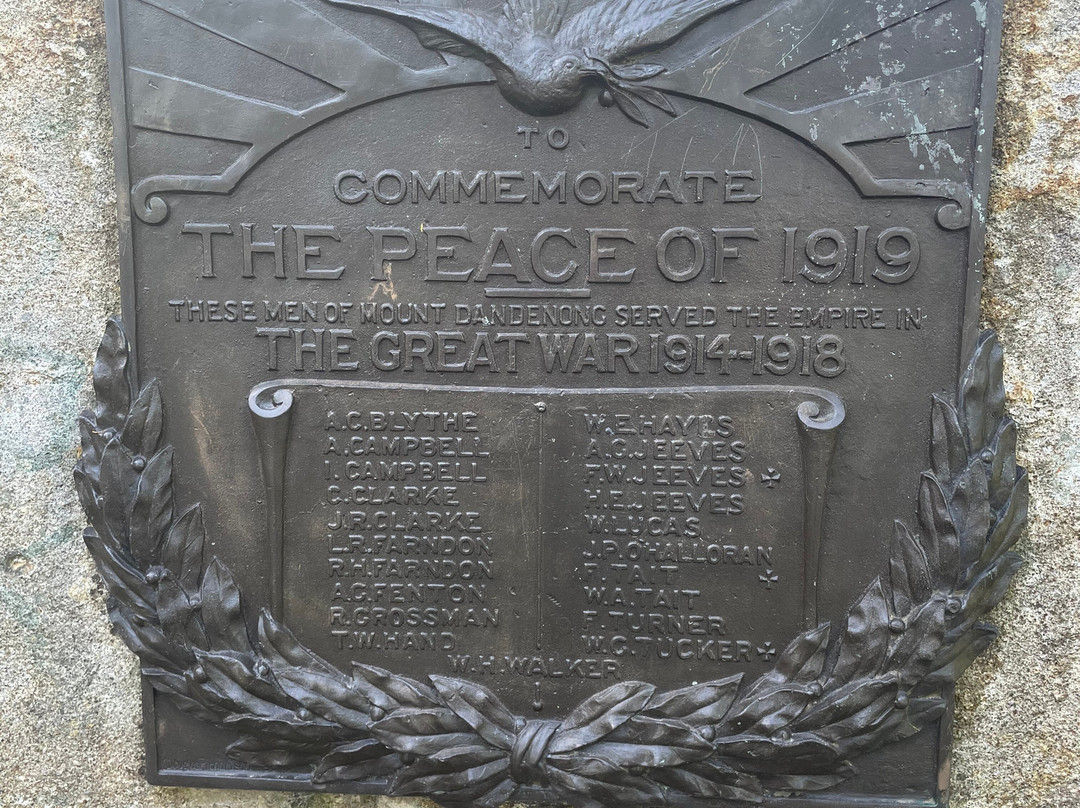 TO
COMMEMORATE
THE PEACE OF 1919
THESE MEN OF MOUNT DANDENONG SERVED THE EMPIRE IN
THE GREAT WAR 1914-1918
A.C. BLYTHE
A. CAMPBELL
I. CAMPBELL
C. CLARKE
J.R. CLARKE
L.R. FARNDON
R.H. FARNDON
A.G. FENTON
R. GROSSMAN
T.W. HAND
W.E. HAYES
A.G. JEEVES
F.W. JEEVES ✠
H.E. JEEVES
W. LUCAS
J.P. O'HALLORAN
F. TAIT ✠
W.A. TAIT
F. TURNER
W.G. TUCKER ✠
W.H. WALKER